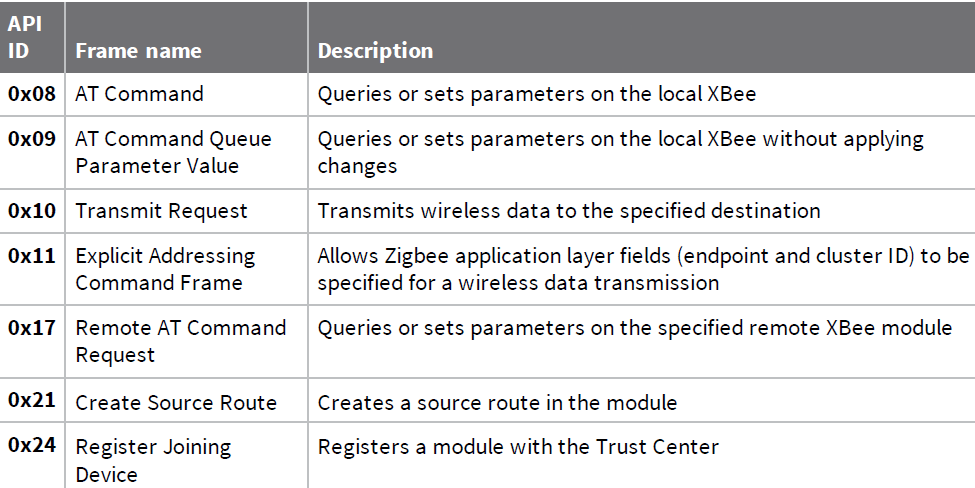 API
ID Frame name Description
0x08 AT Command Queries or sets parameters on the local XBee
0x09 AT Command Queue Queries or sets parameters on the local XBee without applying
Parameter Value changes
0x10 Transmit Request Transmits wireless data to the specified destination
0x11 Explicit Addressing Allows Zigbee application layer fields (endpoint and cluster ID) to be
Command Frame specified for a wireless data transmission
0x17 Remote AT Command Queries or sets parameters on the specified remote XBee module
Request
0x21 Create Source Route Creates a source route in the module
0x24 Register Joining Registers a module with the Trust Center
Device